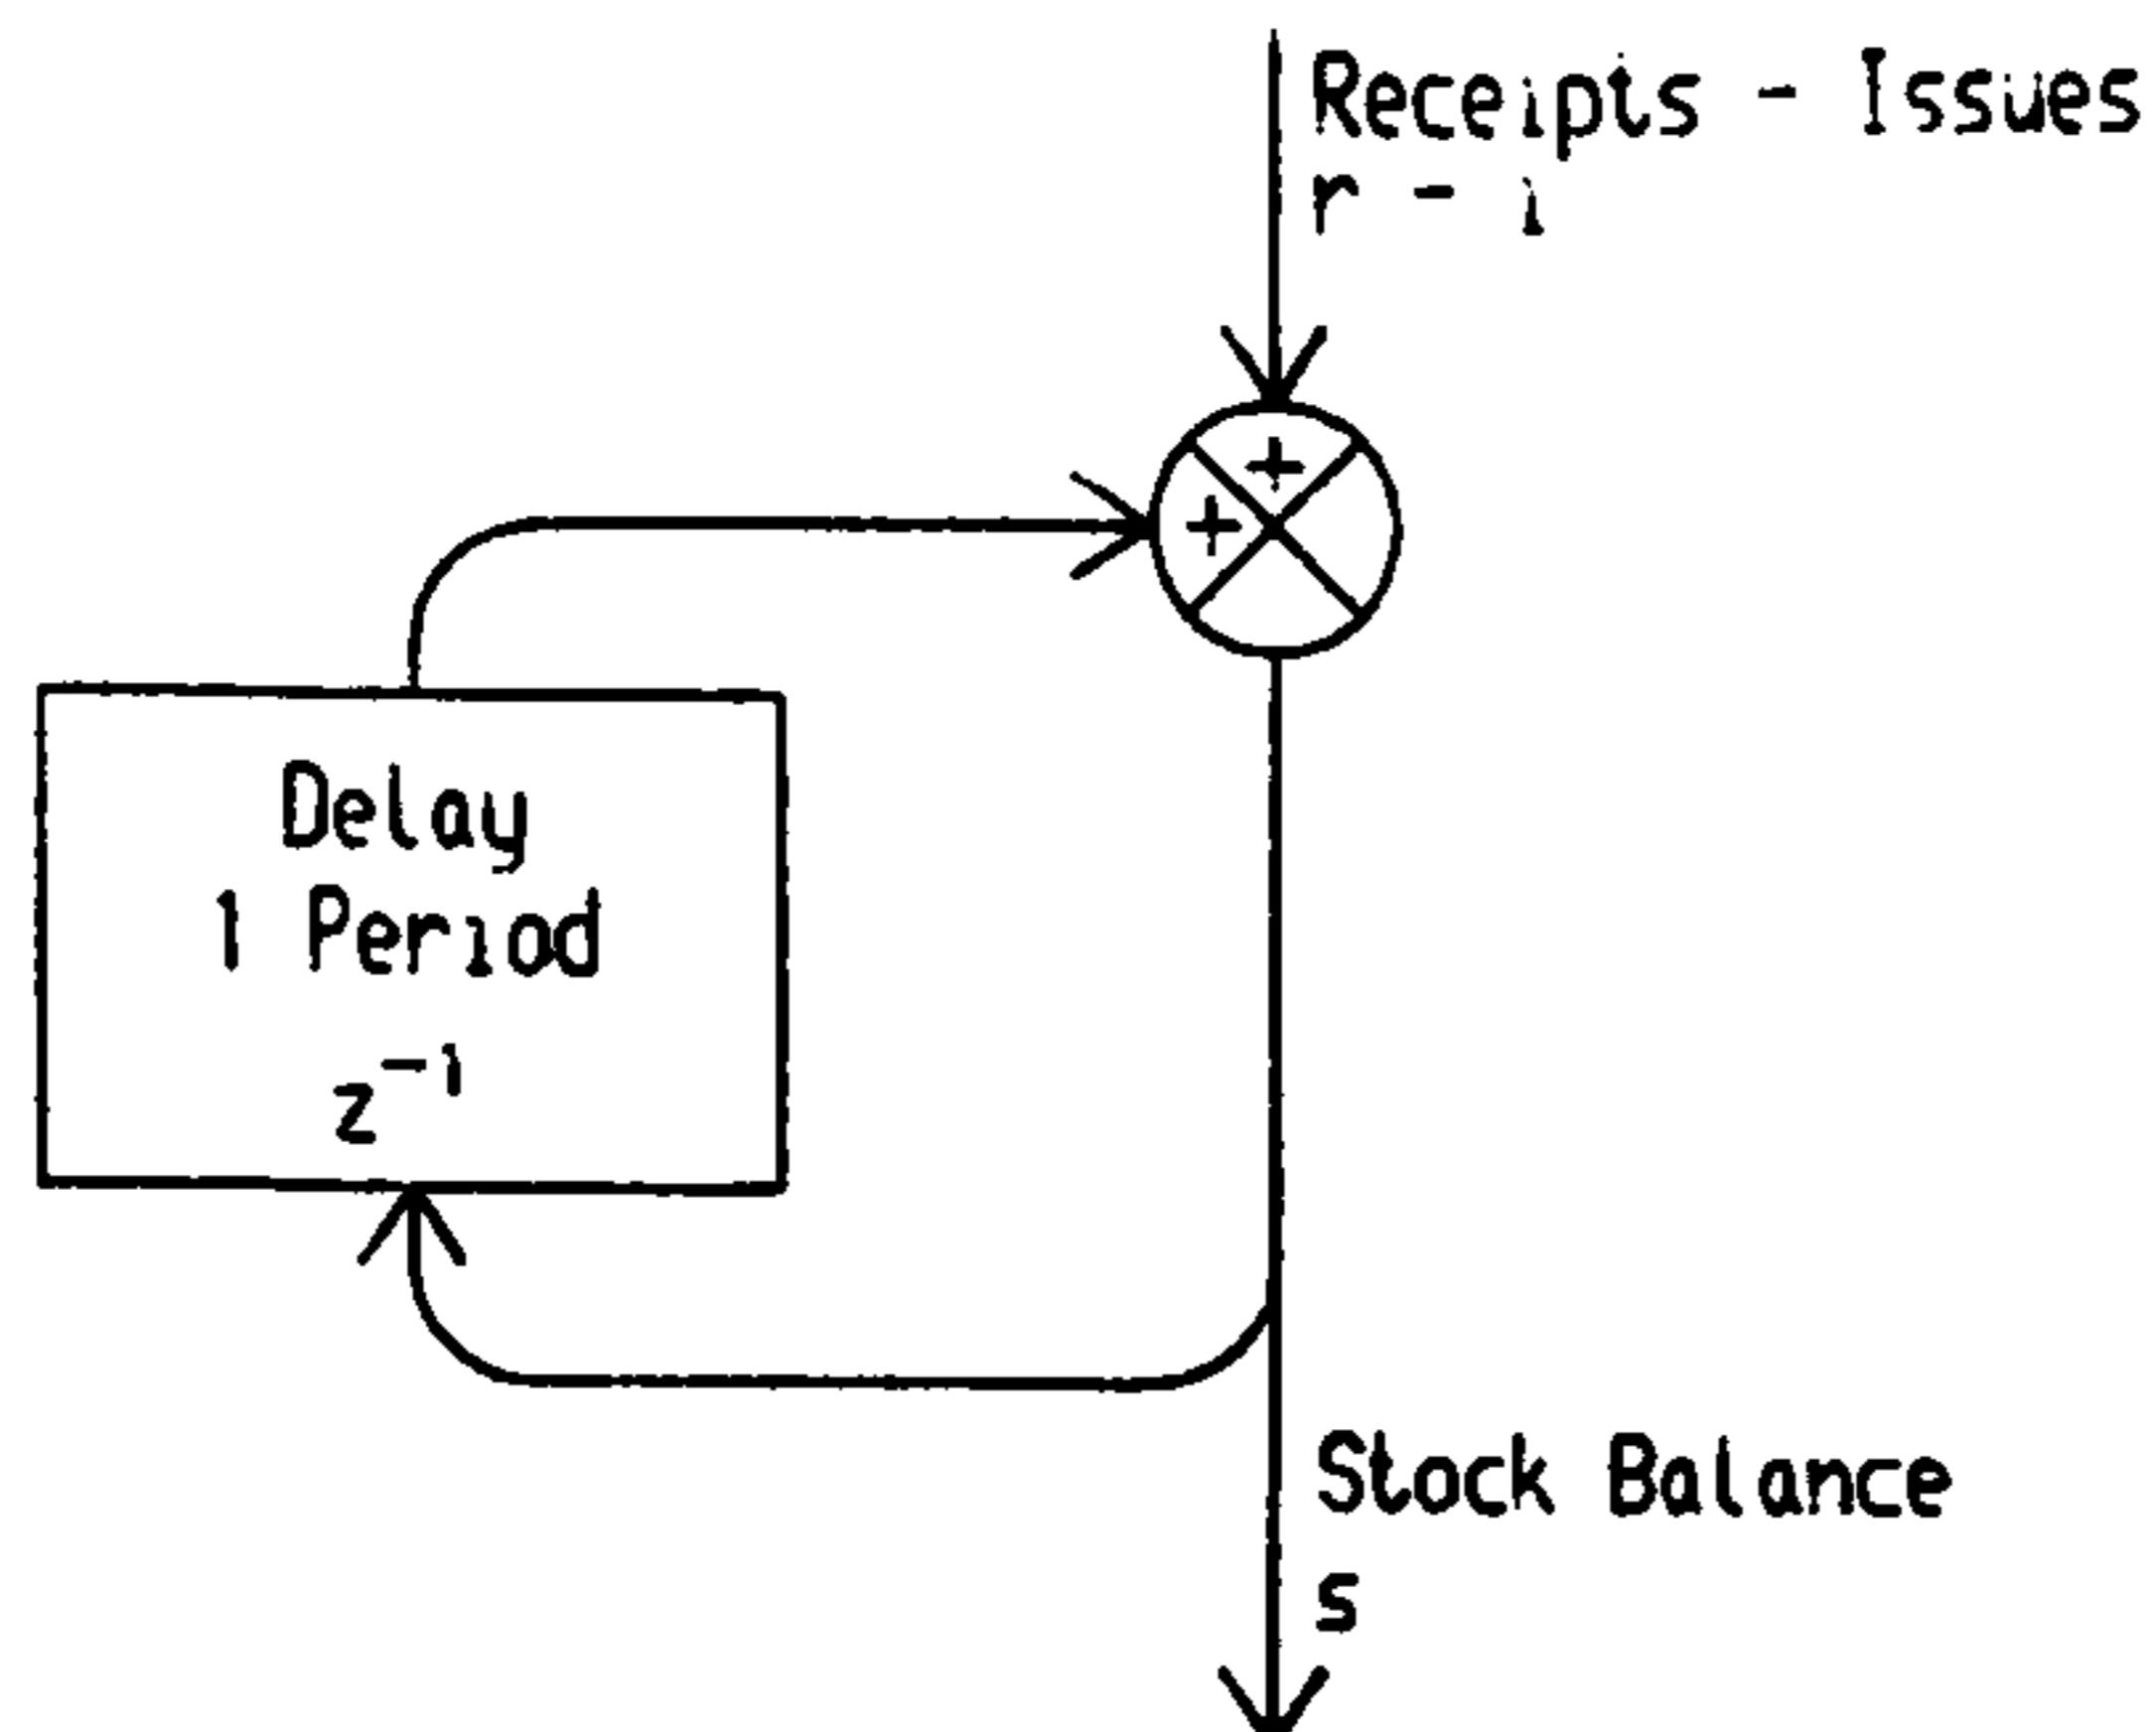 Receipts - Issues
r - i
+
+
Delay
1 Period
z⁻¹
Stock Balance
s